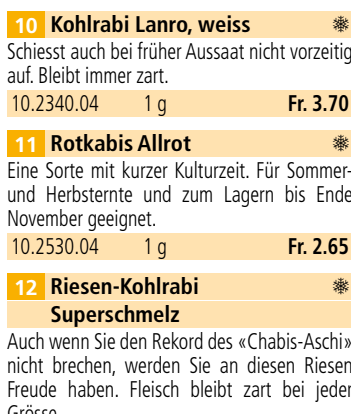 10 Kohlrabi Lanro, weiss
Schiesst auch bei früher Aussaat nicht vorzeitig
auf. Bleibt immer zart.
10.2340.04 1 g Fr. 3.70
11 Rotkabis Allrot
Eine Sorte mit kurzer Kulturzeit. Für Sommer-
und Herbsternte und zum Lagern bis Ende
November geeignet.
10.2530.04 1 g Fr. 2.65
12 Riesen-Kohlrabi
Superschmelz
Auch wenn Sie den Rekord des «Chabis-Aschi»
nicht brechen, werden Sie an diesen Riesen
Freude haben. Fleisch bleibt zart bei jeder
Grösse